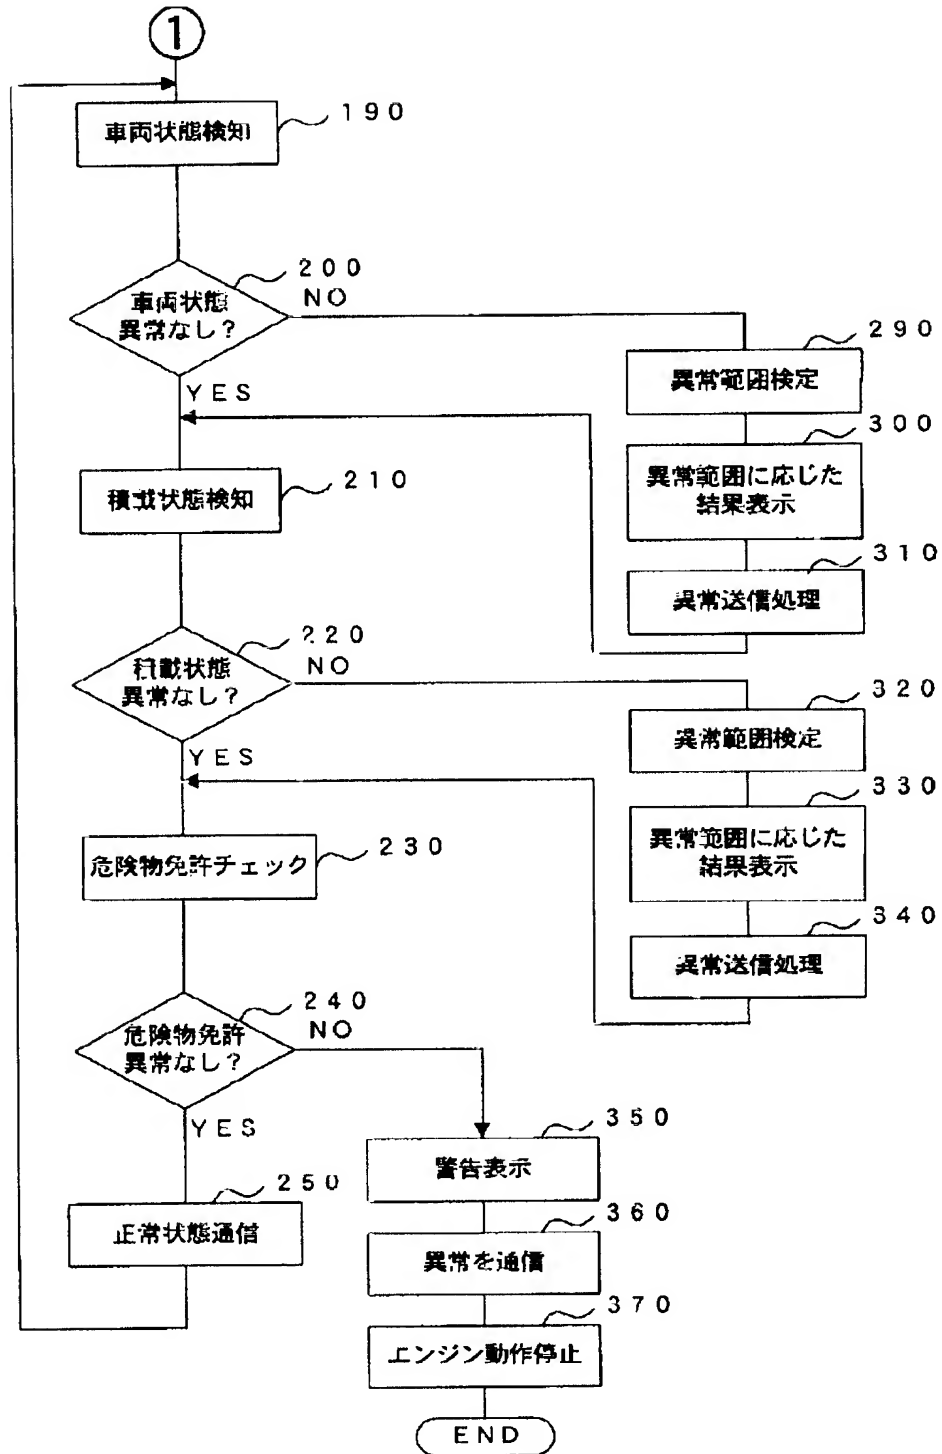 ①
車両状態検知
190
200
車両状態
異常なし？
NO
YES
290
異常範囲検定
300
異常範囲に応じた
結果表示
310
異常送信処理
積載状態検知
210
220
積載状態
異常なし？
NO
YES
320
異常範囲検定
330
異常範囲に応じた
結果表示
340
異常送信処理
危険物免許チェック
230
240
危険物免許
異常なし？
NO
YES
350
警告表示
250
正常状態通信
360
異常を通信
370
エンジン動作停止
END